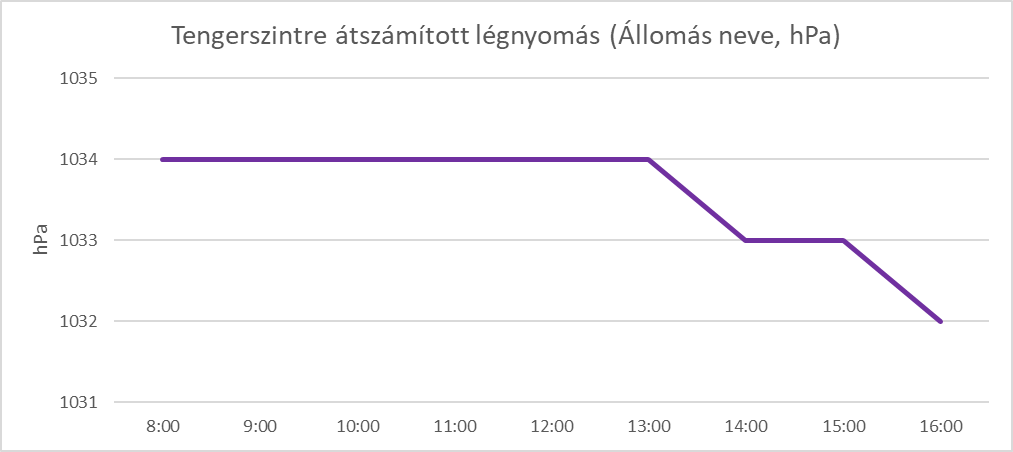 Tengerszintre átszámított légnyomás (Állomás neve, hPa)
1035
1034
1033
1032
1031
hPa
8:00 9:00 10:00 11:00 12:00 13:00 14:00 15:00 16:00